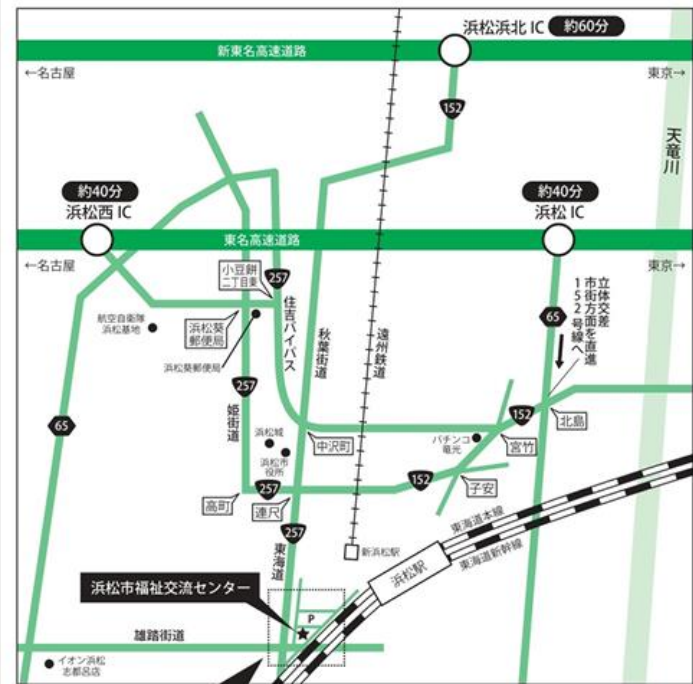 浜松浜北 IC
約60分
新東名高速道路
←名古屋
東京→
152
天竜川
約40分
浜松西 IC
約40分
浜松 IC
東名高速道路
←名古屋
東京→
小豆餅
二丁目東
257
住吉バイパス
秋葉街道
遠州鉄道
立体交差
市街方面を直進
152号線へ
65
航空自衛隊
浜松基地
浜松葵
郵便局
浜松葵郵便局
257
姫街道
65
152
北島
中沢町
パチンコ
竜光
宮竹
浜松城
浜松市
役所
子安
152
高町
257
連尺
257
東海道
新浜松駅
浜松駅
東海道本線
東海道新幹線
浜松市福祉交流センター
P
雄踏街道
イオン浜松
志都呂店